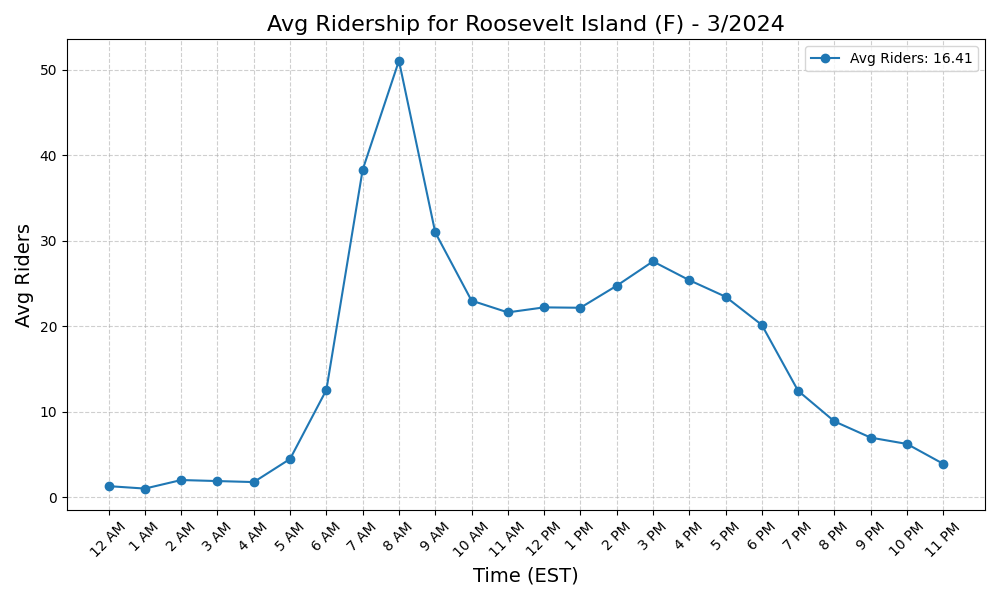 Avg Ridership for Roosevelt Island (F) - 3/2024
Avg Riders: 16.41
Avg Riders
50
40
30
20
10
0
12 AM
1 AM
2 AM
3 AM
4 AM
5 AM
6 AM
7 AM
8 AM
9 AM
10 AM
11 AM
12 PM
1 PM
2 PM
3 PM
4 PM
5 PM
6 PM
7 PM
8 PM
9 PM
10 PM
11 PM
Time (EST)